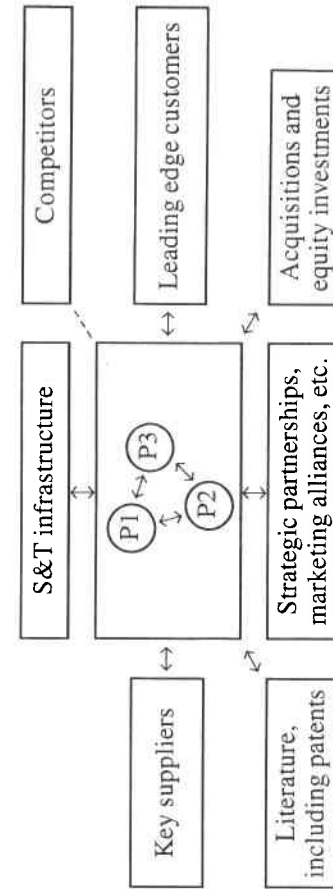 S&T infrastructure
Competitors
Key suppliers
P1
P3
P2
Leading edge customers
Literature,
including patents
Strategic partnerships,
marketing alliances, etc.
Acquisitions and
equity investments